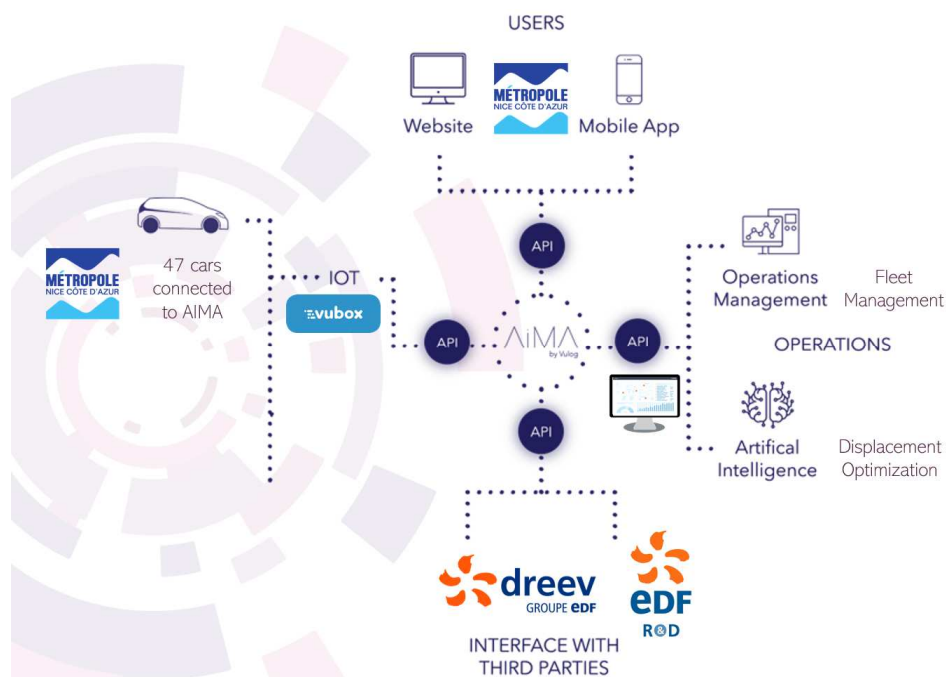 USERS
MÉTROPOLE
NICE CÔTE D'AZUR
Website
Mobile App
API
MÉTROPOLE
NICE CÔTE D'AZUR
47 cars
connected
to AIMA
IOT
vubox
API
AiMA
by Vulog
API
Operations
Management
Fleet
Management
OPERATIONS
API
Artifical
Intelligence
Displacement
Optimization
dreev
GROUPE eDF
eDF
R&D
INTERFACE WITH
THIRD PARTIES